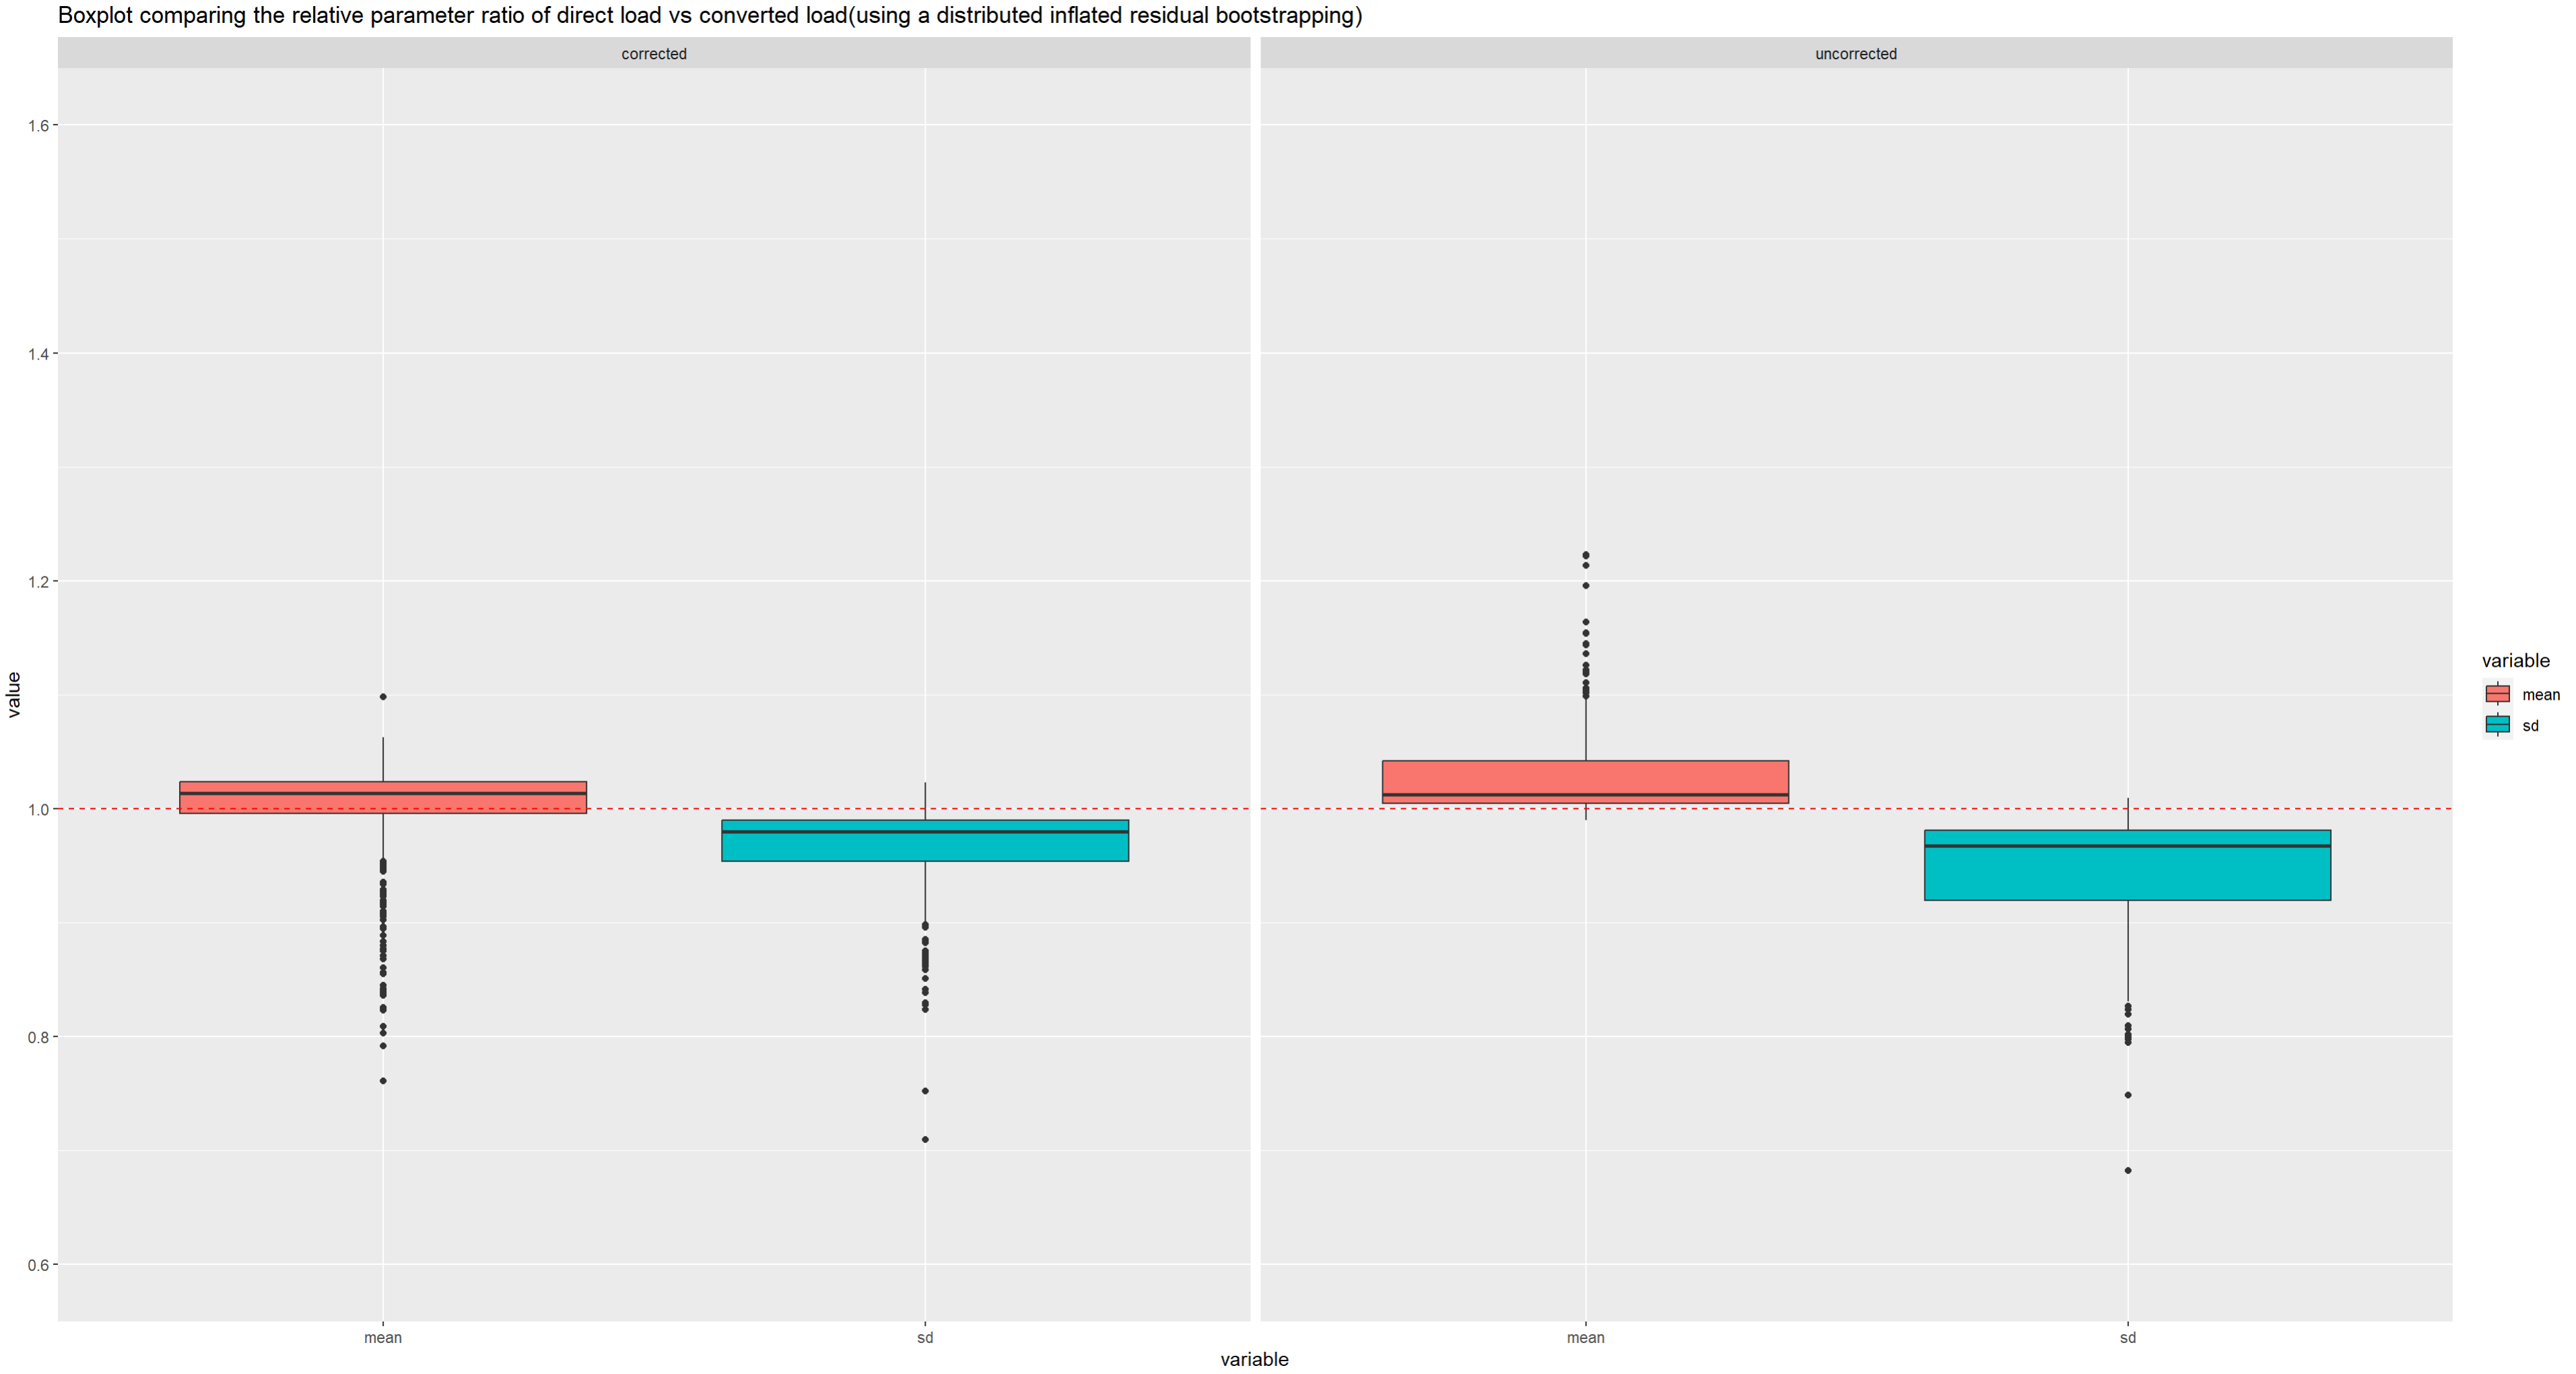 Boxplot comparing the relative parameter ratio of direct load vs converted load(using a distributed inflated residual bootstrapping)
corrected
uncorrected
1.6
1.4
1.2
1.0
0.8
0.6
value
mean
sd
mean
sd
variable
variable
mean
sd